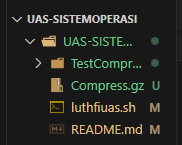 UAS-SISTEMOPERASI
UAS-SISTE...
TestCompr...
Compress.gz U
luthfiuas.sh U
README.md M